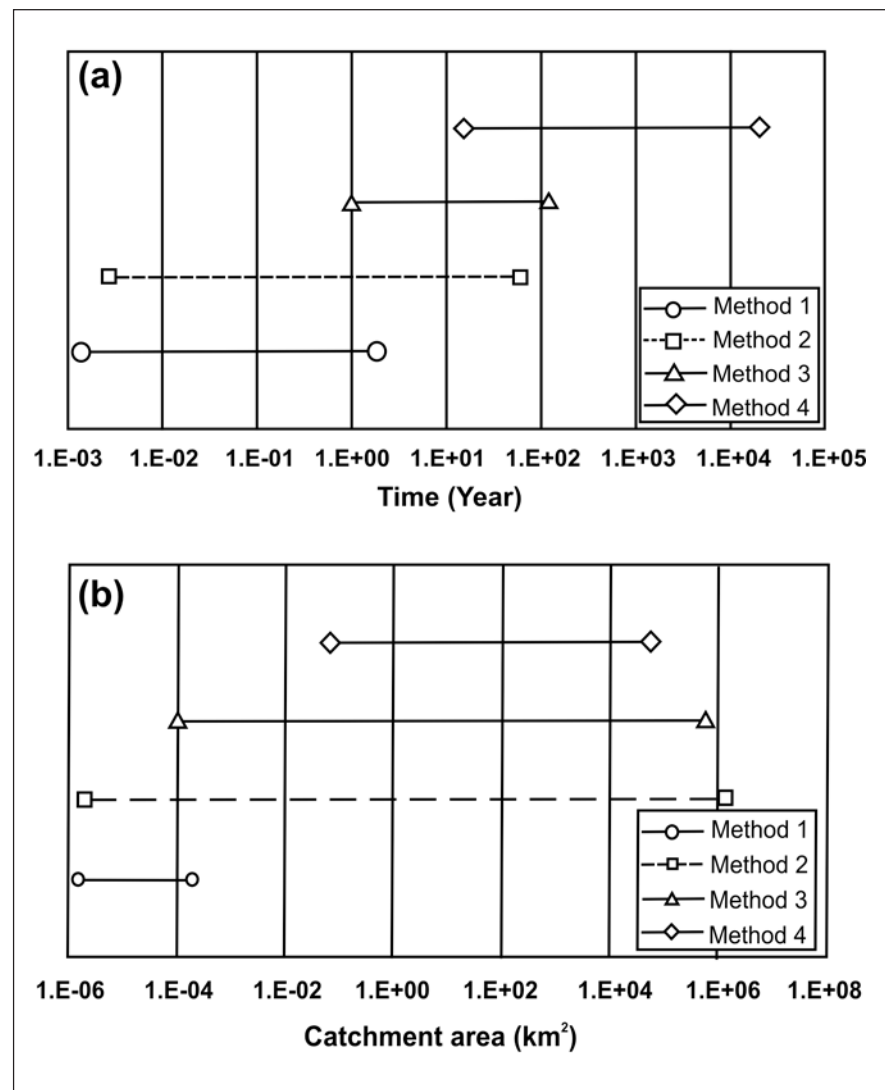 (a)
Method 1
Method 2
Method 3
Method 4
1.E-03 1.E-02 1.E-01 1.E+00 1.E+01 1.E+02 1.E+03 1.E+04 1.E+05
Time (Year)
(b)
Method 1
Method 2
Method 3
Method 4
1.E-06 1.E-04 1.E-02 1.E+00 1.E+02 1.E+04 1.E+06 1.E+08
Catchment area (km²)